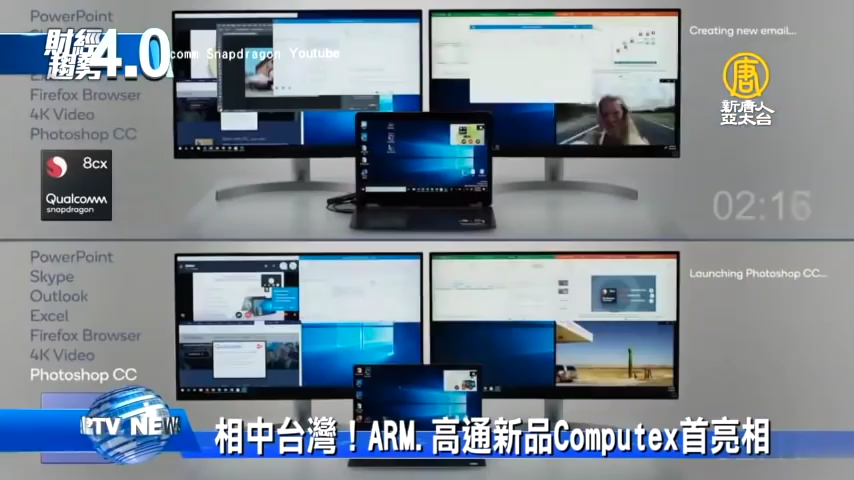 PowerPoint
財經
趨勢4.0
comm Snapdragon Youtube
Firefox Browser
4K Video
Photoshop CC
8cx
Qualcomm
snapdragon
Creating new email...
唐
新唐人
亞太台
02:16
PowerPoint
Skype
Outlook
Excel
Firefox Browser
4K Video
Photoshop CC
Launching Photoshop CC...
NEWS
相中台灣！ARM.高通新品Computex首亮相